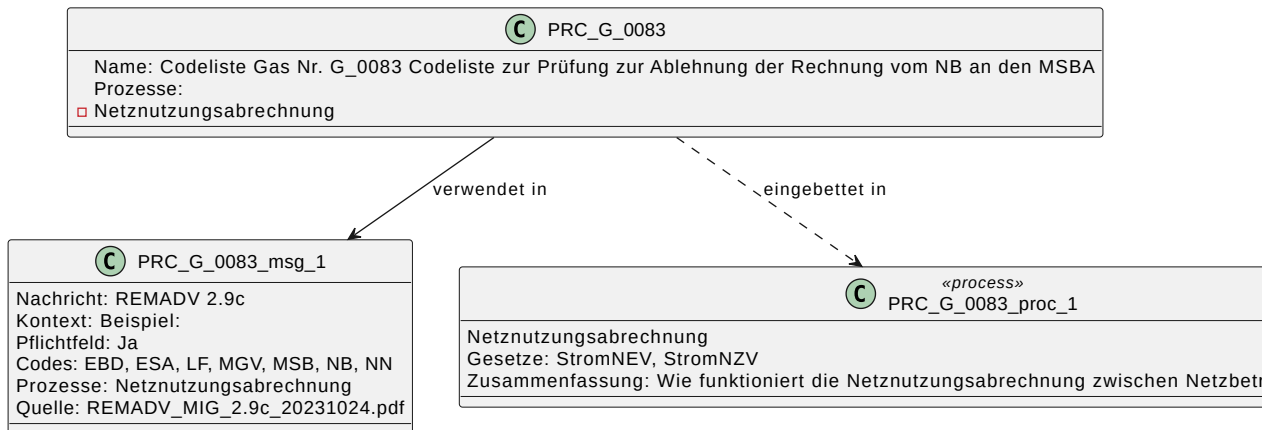 C PRC_G_0083
Name: Codeliste Gas Nr. G_0083 Codeliste zur Prüfung zur Ablehnung der Rechnung vom NB an den MSBA
Prozesse:
Netznutzungsabrechnung
verwendet in
eingebettet in
C PRC_G_0083_msg_1
Nachricht: REMADV 2.9c
Kontext: Beispiel:
Pflichtfeld: Ja
Codes: EBD, ESA, LF, MGV, MSB, NB, NN
Prozesse: Netznutzungsabrechnung
Quelle: REMADV_MIG_2.9c_20231024.pdf
C «process»
PRC_G_0083_proc_1
Netznutzungsabrechnung
Gesetze: StromNEV, StromNZV
Zusammenfassung: Wie funktioniert die Netznutzungsabrechnung zwischen